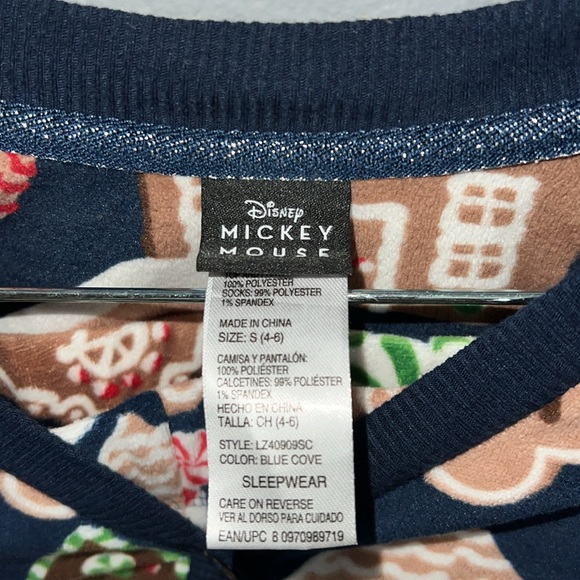 Disney
MICKEY
MOUSE
100% POLYESTER
SOCKS: 99% POLYESTER
1% SPANDEX
MADE IN CHINA
SIZE: S (4-6)
CAMISA Y PANTALÓN:
100% POLIÉSTER
CALCETINES: 99% POLIÉSTER
1% SPANDEX
HECHO EN CHINA
TALLA: CH (4-6)
STYLE: LZ40909SC
COLOR: BLUE COVE
SLEEPWEAR
CARE ON REVERSE
VER AL DORSO PARA CUIDADO
EAN/UPC 8 0970989719